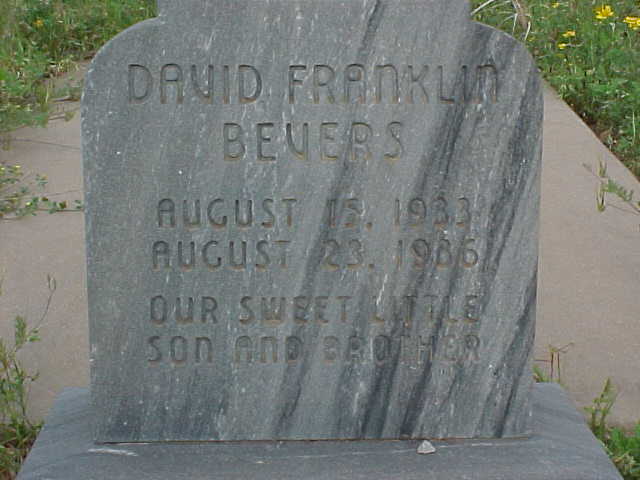 DAVID FRANKLIN
BEVERS
AUGUST 15, 1933
AUGUST 23, 1936
OUR SWEET LITTLE
SON AND BROTHER